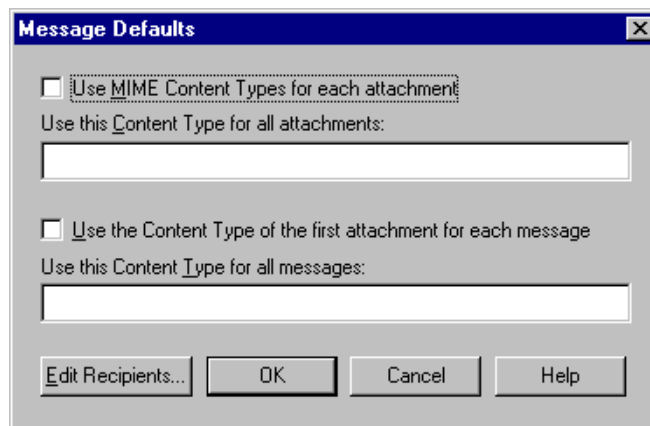 Message Defaults
Use MIME Content Types for each attachment
Use this Content Type for all attachments:
Use the Content Type of the first attachment for each message
Use this Content Type for all messages:
Edit Recipients... OK Cancel Help